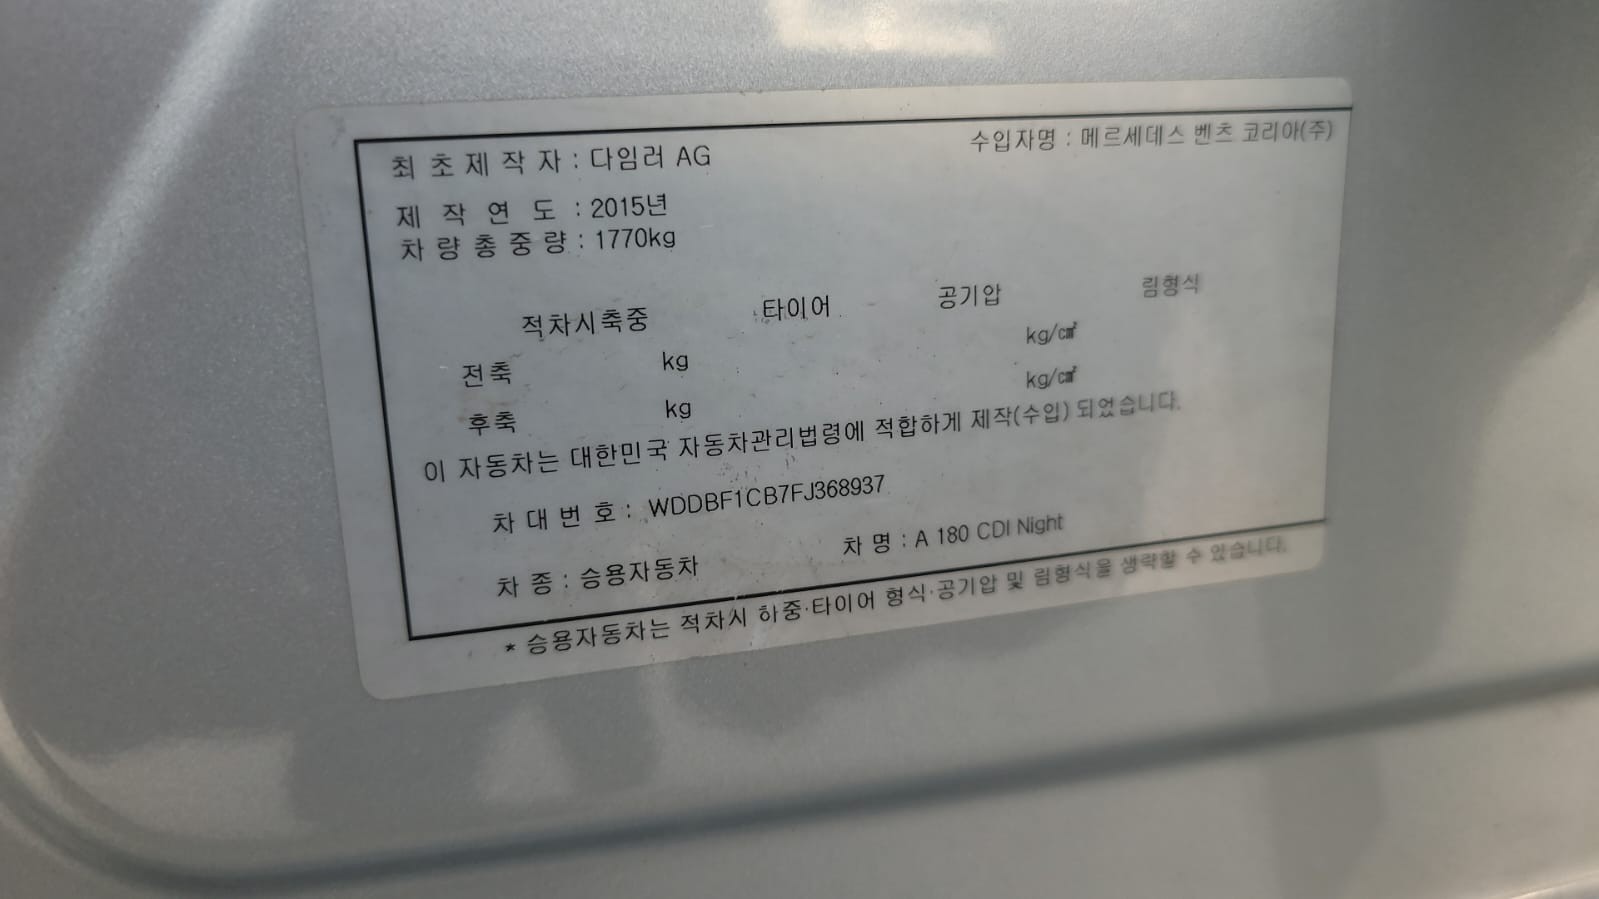 최초제작자 : 다임러 AG 수입자명 : 메르세데스 벤츠 코리아(주)
제작연도 : 2015년
차량총중량 : 1770kg
적차시축중 타이어 공기압 림형식
전축 kg kg/㎠
후축 kg kg/㎠
이 자동차는 대한민국 자동차관리법령에 적합하게 제작(수입) 되었습니다.
차대번호 : WDDBF1CB7FJ368937
차종 : 승용자동차 차명 : A 180 CDI Night
* 승용자동차는 적차시 하중·타이어 형식·공기압 및 림형식을 생략할 수 있습니다.